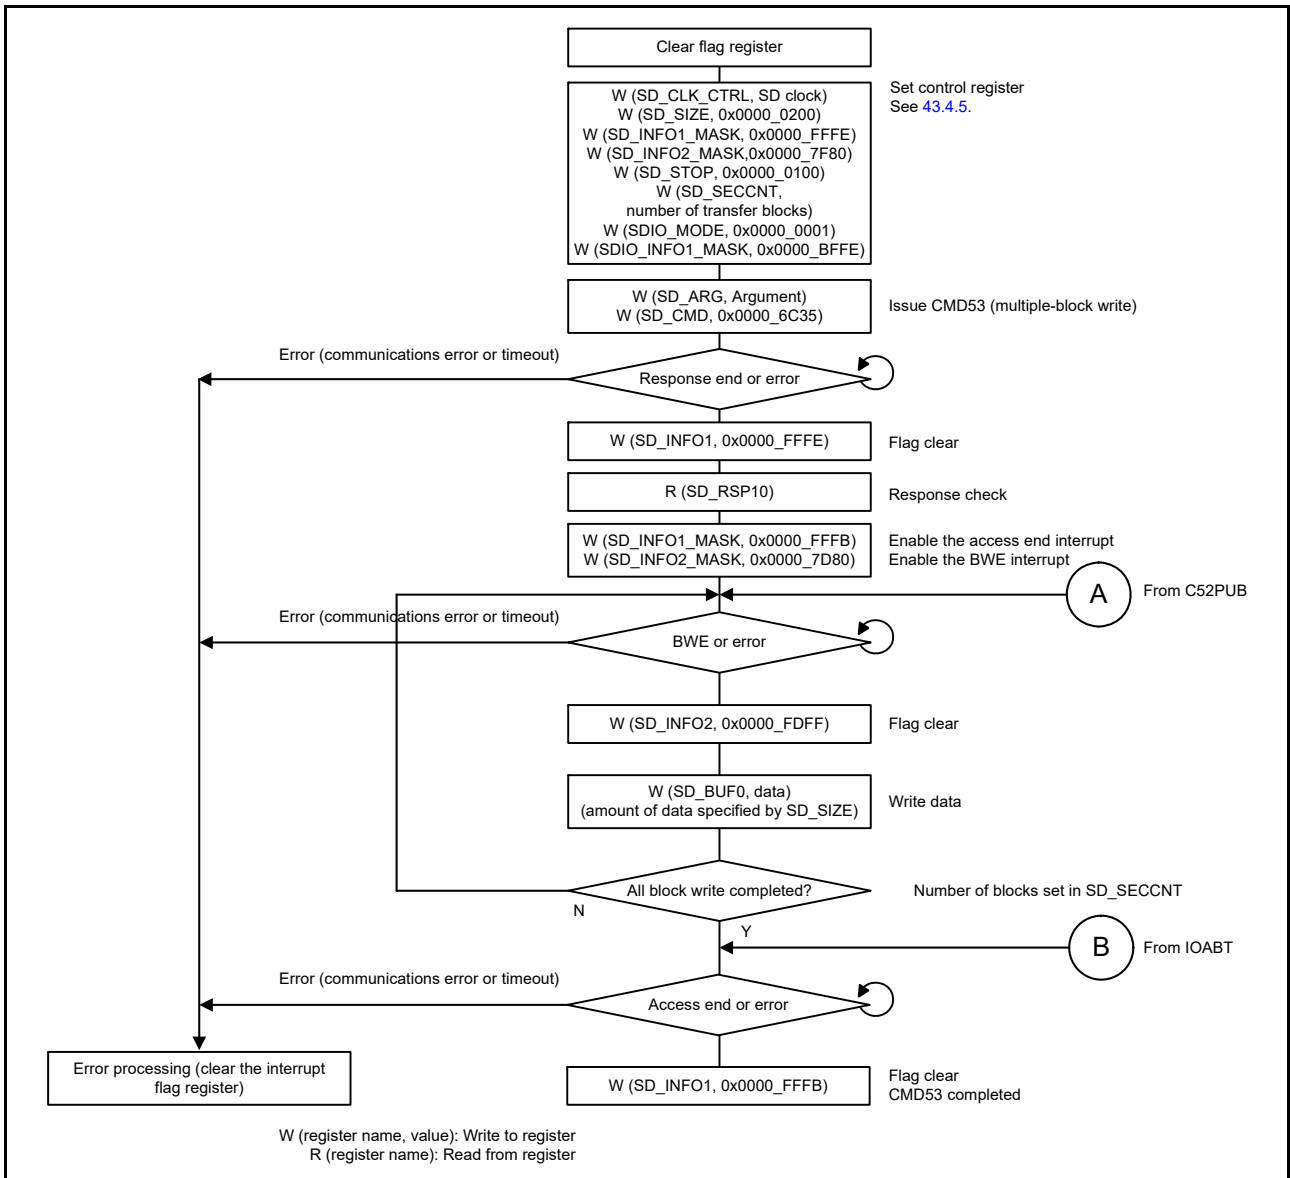 Clear flag register
W (SD_CLK_CTRL, SD clock)
W (SD_SIZE, 0x0000_0200)
W (SD_INFO1_MASK, 0x0000_FFFE)
W (SD_INFO2_MASK,0x0000_7F80)
W (SD_STOP, 0x0000_0100)
W (SD_SECCNT,
number of transfer blocks)
W (SDIO_MODE, 0x0000_0001)
W (SDIO_INFO1_MASK, 0x0000_BFFE)
Set control register
See 43.4.5.
W (SD_ARG, Argument)
W (SD_CMD, 0x0000_6C35)
Issue CMD53 (multiple-block write)
Error (communications error or timeout)
Response end or error
W (SD_INFO1, 0x0000_FFFE)
Flag clear
R (SD_RSP10)
Response check
W (SD_INFO1_MASK, 0x0000_FFFB)
W (SD_INFO2_MASK, 0x0000_7D80)
Enable the access end interrupt
Enable the BWE interrupt
A
From C52PUB
Error (communications error or timeout)
BWE or error
W (SD_INFO2, 0x0000_FDFF)
Flag clear
W (SD_BUF0, data)
(amount of data specified by SD_SIZE)
Write data
All block write completed?
Number of blocks set in SD_SECCNT
N
Y
B
From IOABT
Error (communications error or timeout)
Access end or error
Error processing (clear the interrupt
flag register)
W (SD_INFO1, 0x0000_FFFB)
Flag clear
CMD53 completed
W (register name, value): Write to register
R (register name): Read from register